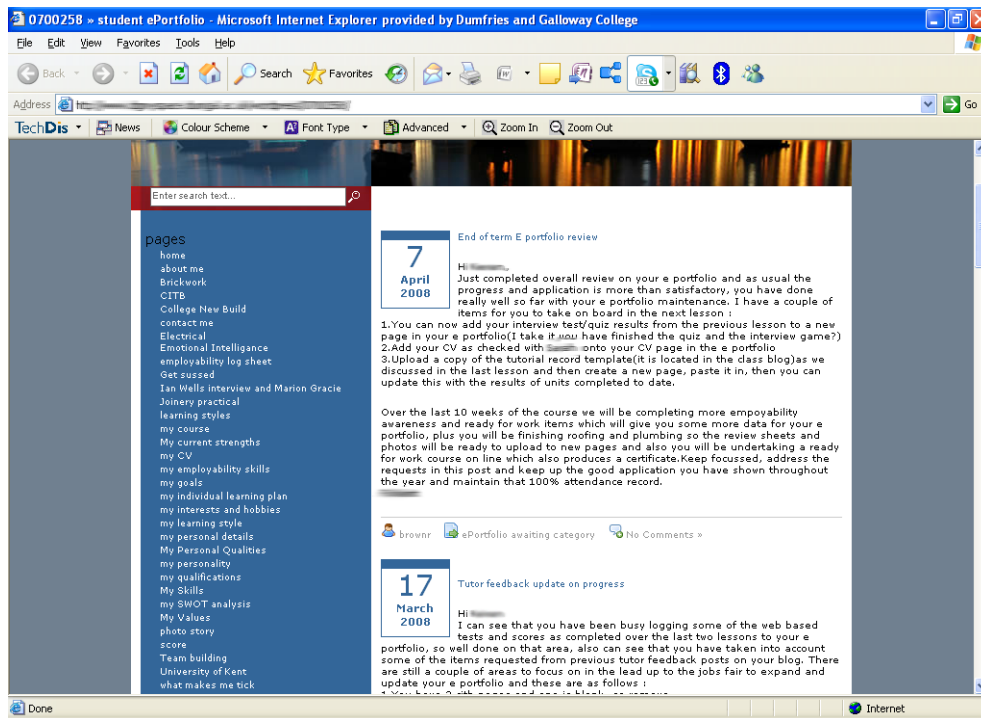 0700258 » student ePortfolio - Microsoft Internet Explorer provided by Dumfries and Galloway College
File Edit View Favorites Tools Help
Back Search Favorites
Address Go
TechDis News Colour Scheme Font Type Advanced Zoom In Zoom Out
Enter search text...
pages
home
about me
Brickwork
CITB
College New Build
contact me
Electrical
Emotional Intelligence
employability log sheet
Get sussed
Ian Wells interview and Marion Gracie
Joinery practical
learning styles
my course
My current strengths
my CV
my employability skills
my goals
my individual learning plan
my interests and hobbies
my learning style
my personal details
My Personal Qualities
my personality
my qualifications
My Skills
my SWOT analysis
My Values
photo story
score
Team building
University of Kent
what makes me tick
7
April
2008
End of term E portfolio review
Hi
Just completed overall review on your e portfolio and as usual the
progress and application is more than satisfactory, you have done
really well so far with your e portfolio maintenance. I have a couple of
items for you to take on board in the next lesson :
1.You can now add your interview test/quiz results from the previous lesson to a new
page in your e portfolio(I take it you have finished the quiz and the interview game?)
2.Add your CV as checked with onto your CV page in the e portfolio
3.Upload a copy of the tutorial record template(it is located in the class blog)as we
discussed in the last lesson and then create a new page, paste it in, then you can
update this with the results of units completed to date.
Over the last 10 weeks of the course we will be completing more empoyability
awareness and ready for work items which will give you some more data for your e
portfolio, plus you will be finishing roofing and plumbing so the review sheets and
photos will be ready to upload to new pages and also you will be undertaking a ready
for work course on line which also produces a certificate.Keep focussed, address the
requests in this post and keep up the good application you have shown throughout
the year and maintain that 100% attendance record.
brownr ePortfolio awaiting category No Comments »
17
March
2008
Tutor feedback update on progress
Hi
I can see that you have been busy logging some of the web based
tests and scores as completed over the last two lessons to your e
portfolio, so well done on that area, also can see that you have taken into account
some of the items requested from previous tutor feedback posts on your blog. There
are still a couple of areas to focus on in the lead up to the jobs fair to expand and
update your e portfolio and these are as follows :
Done Internet